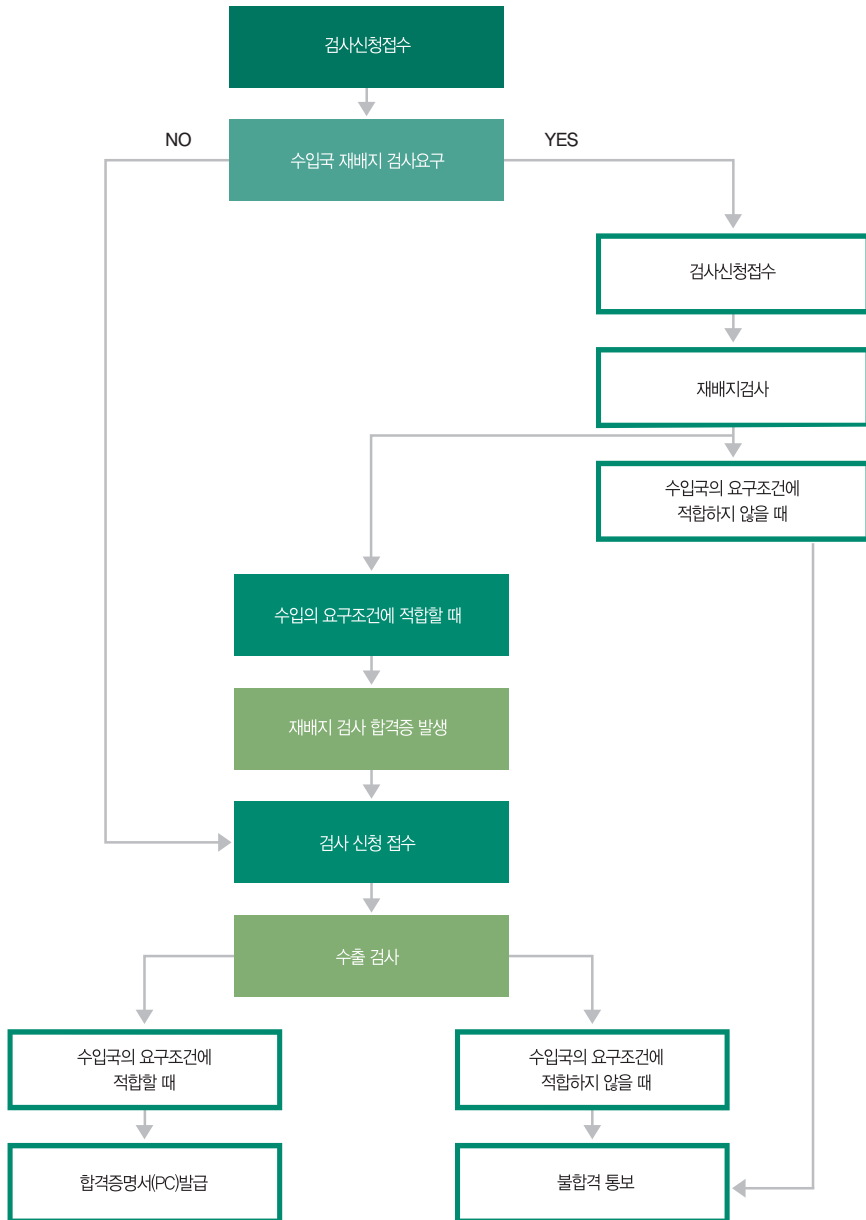 검사신청접수
NO
수입국 재배지 검사요구
YES
검사신청접수
재배지검사
수입국의 요구조건에
적합하지 않을 때
수입의 요구조건에 적합할 때
재배지 검사 합격증 발생
검사 신청 접수
수출 검사
수입국의 요구조건에
적합할 때
수입국의 요구조건에
적합하지 않을 때
합격증명서(PC)발급
불합격 통보